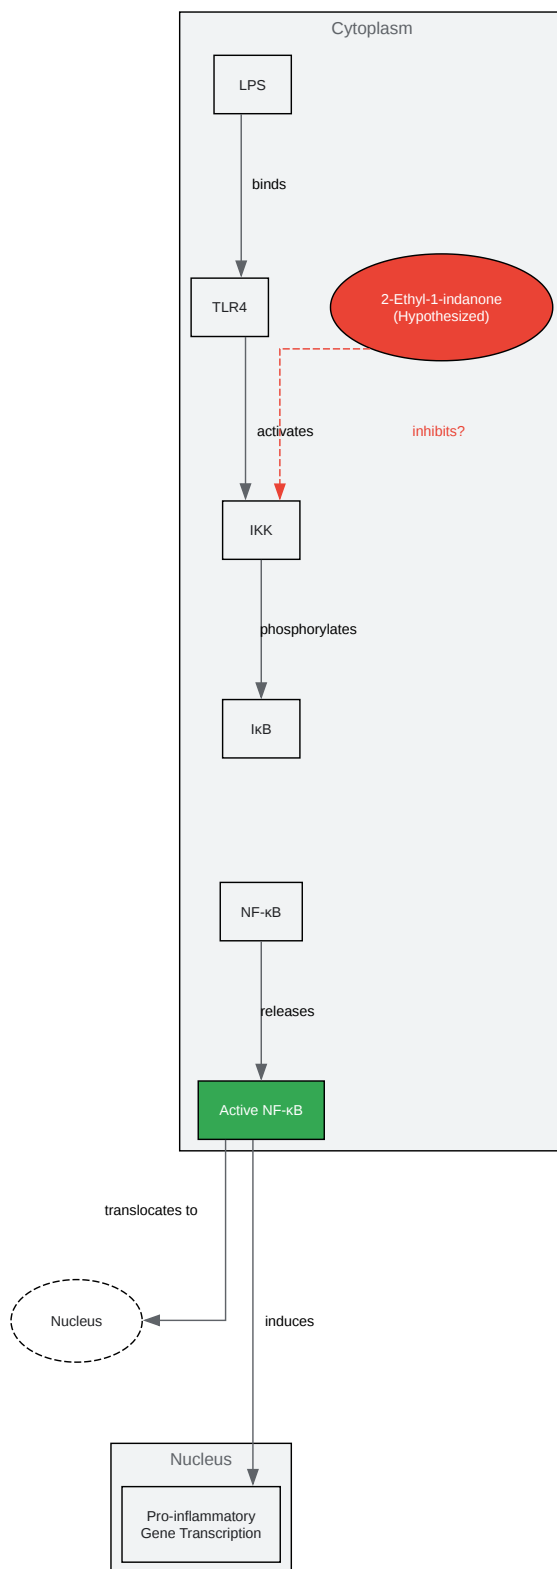 Cytoplasm
LPS
binds
TLR4
2-Ethyl-1-indanone
(Hypothesized)
activates
inhibits?
IKK
phosphorylates
IκB
NF-κB
releases
Active NF-κB
translocates to
Nucleus
induces
Nucleus
Pro-inflammatory
Gene Transcription